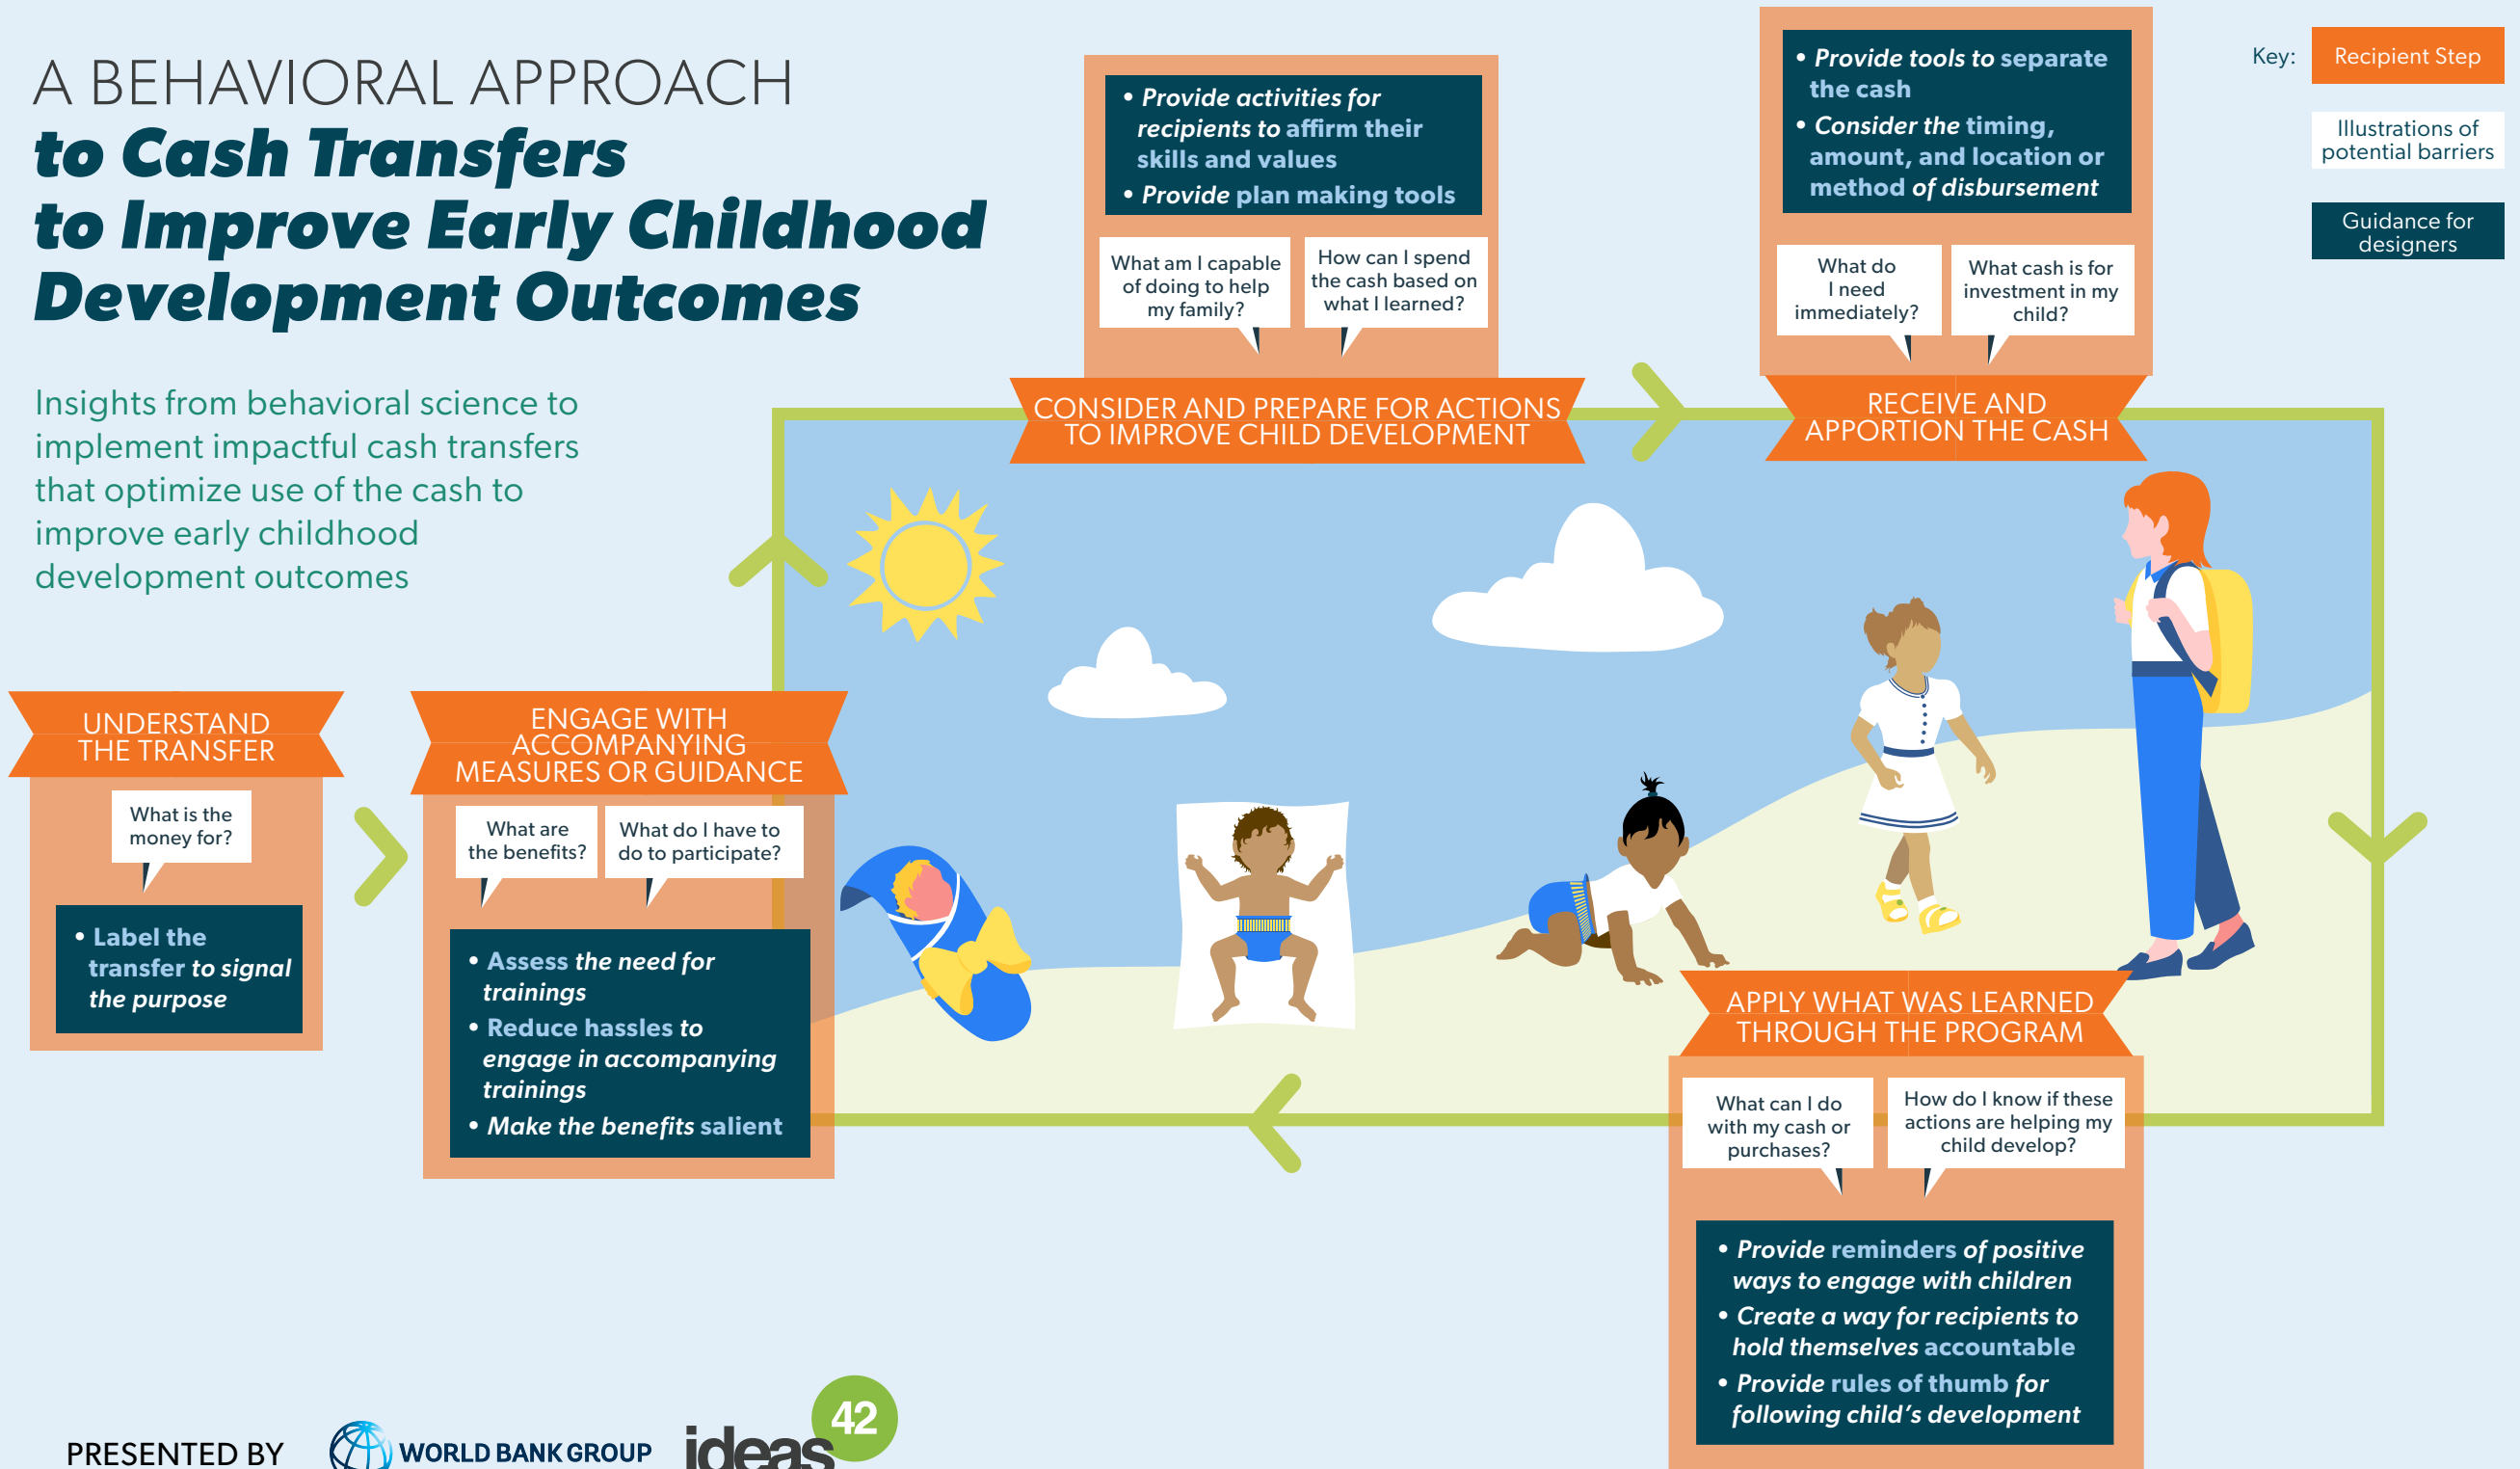 A BEHAVIORAL APPROACH
to Cash Transfers
to Improve Early Childhood
Development Outcomes
Insights from behavioral science to
implement impactful cash transfers
that optimize use of the cash to
improve early childhood
development outcomes
Key:
Recipient Step
Illustrations of
potential barriers
Guidance for
designers
UNDERSTAND
THE TRANSFER
What is the
money for?
• Label the
transfer to signal
the purpose
ENGAGE WITH
ACCOMPANYING
MEASURES OR GUIDANCE
What are
the benefits?
What do I have to
do to participate?
• Assess the need for
trainings
• Reduce hassles to
engage in accompanying
trainings
• Make the benefits salient
• Provide activities for
recipients to affirm their
skills and values
• Provide plan making tools
What am I capable
of doing to help
my family?
How can I spend
the cash based on
what I learned?
CONSIDER AND PREPARE FOR ACTIONS
TO IMPROVE CHILD DEVELOPMENT
• Provide tools to separate
the cash
• Consider the timing,
amount, and location or
method of disbursement
What do
I need
immediately?
What cash is for
investment in my
child?
RECEIVE AND
APPORTION THE CASH
APPLY WHAT WAS LEARNED
THROUGH THE PROGRAM
What can I do
with my cash or
purchases?
How do I know if these
actions are helping my
child develop?
• Provide reminders of positive
ways to engage with children
• Create a way for recipients to
hold themselves accountable
• Provide rules of thumb for
following child's development
PRESENTED BY
WORLD BANK GROUP
ideas
42